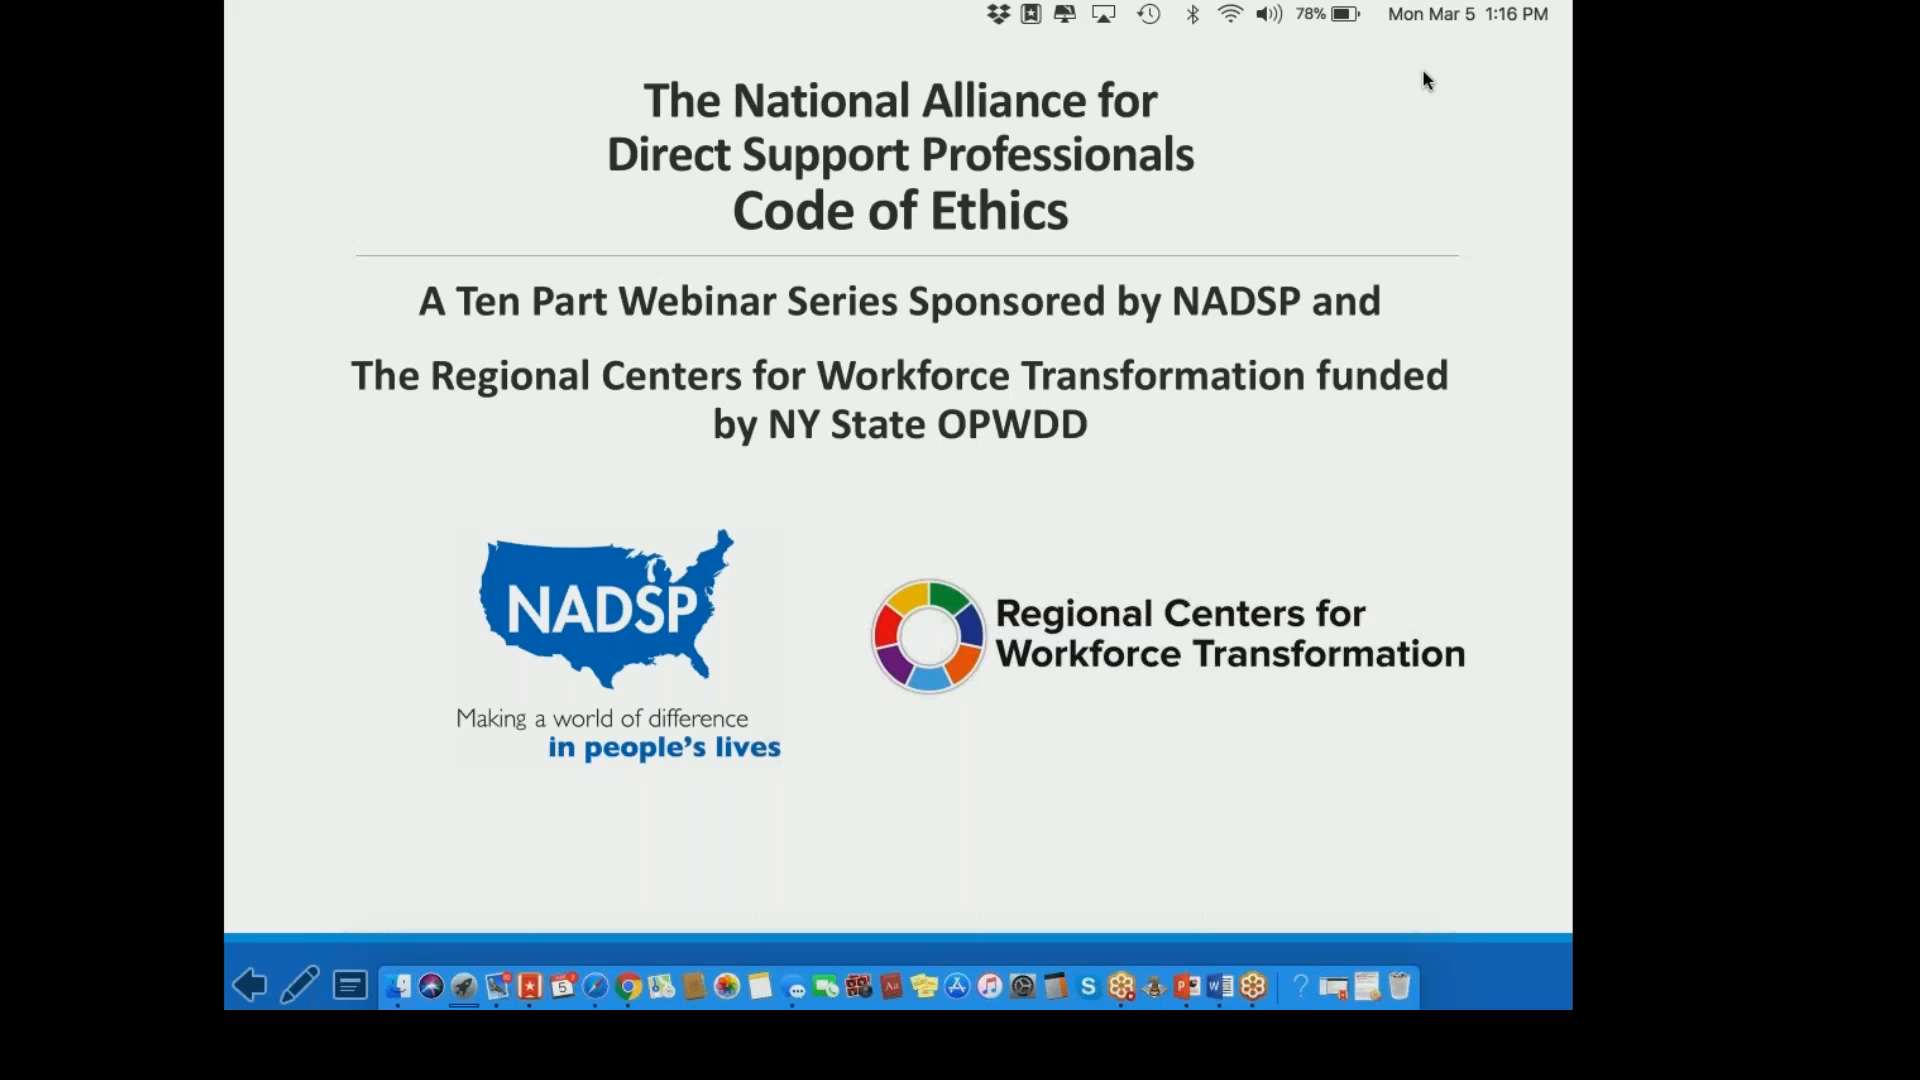 78% Mon Mar 5 1:16 PM
The National Alliance for
Direct Support Professionals
Code of Ethics
A Ten Part Webinar Series Sponsored by NADSP and
The Regional Centers for Workforce Transformation funded
by NY State OPWDD
NADSP
Making a world of difference
in people's lives
Regional Centers for
Workforce Transformation
5